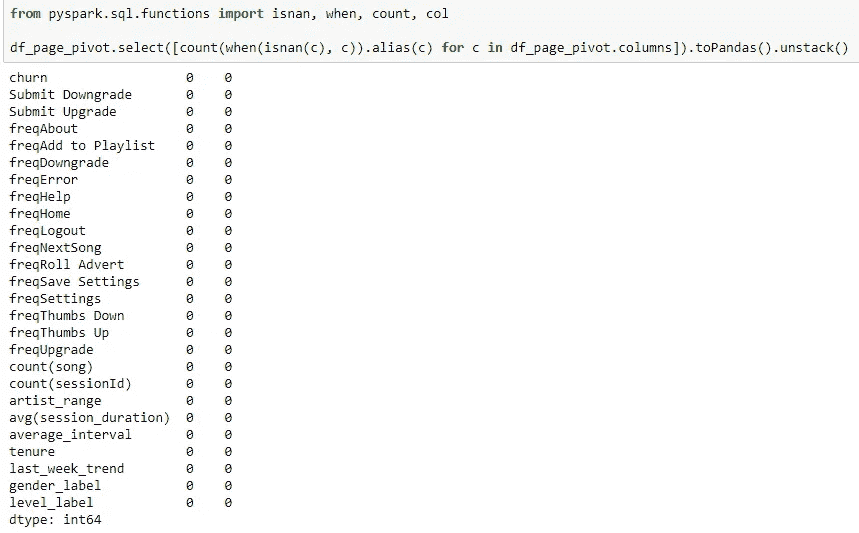 from pyspark.sql.functions import isnan, when, count, col
df_page_pivot.select([count(when(isnan(c), c)).alias(c) for c in df_page_pivot.columns]).toPandas().unstack()
churn 0 0
Submit Downgrade 0 0
Submit Upgrade 0 0
freqAbout 0 0
freqAdd to Playlist 0 0
freqDowngrade 0 0
freqError 0 0
freqHelp 0 0
freqHome 0 0
freqLogout 0 0
freqNextSong 0 0
freqRoll Advert 0 0
freqSave Settings 0 0
freqSettings 0 0
freqThumbs Down 0 0
freqThumbs Up 0 0
freqUpgrade 0 0
count(song) 0 0
count(sessionId) 0 0
artist_range 0 0
avg(session_duration) 0 0
average_interval 0 0
tenure 0 0
last_week_trend 0 0
gender_label 0 0
level_label 0 0
dtype: int64